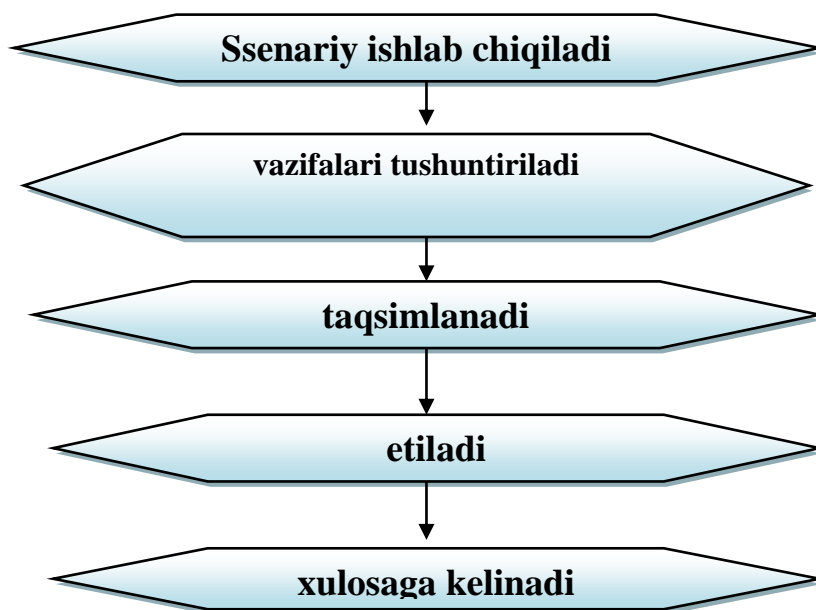 Ssenariy ishlab chiqiladi
vazifalari tushuntiriladi
taqsimlanadi
etiladi
xulosaga kelinadi